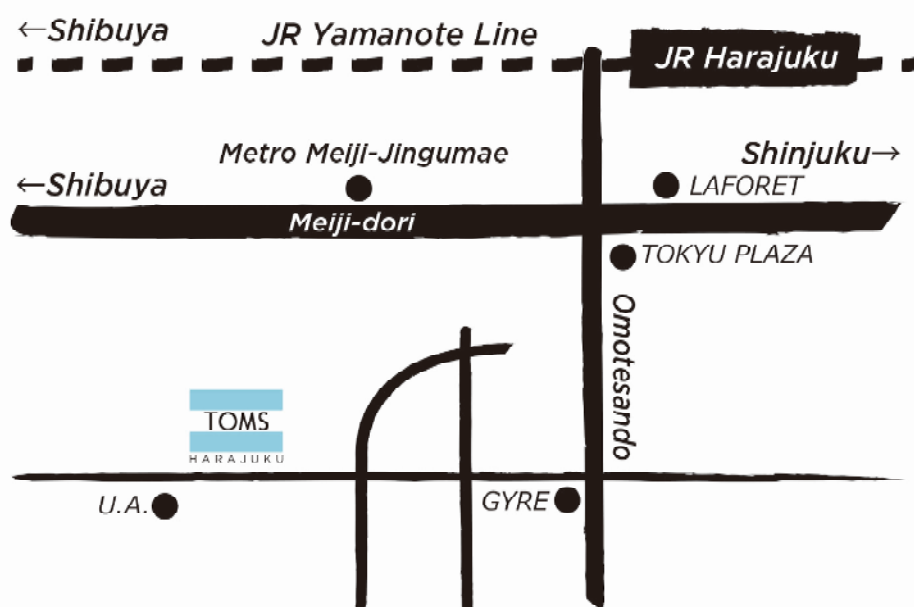 ←Shibuya
JR Yamanote Line
JR Harajuku
Metro Meiji-Jingumae
Shinjuku→
←Shibuya
LAFORET
Meiji-dori
TOKYU PLAZA
Omotesando
TOMS
HARAJUKU
U.A.
GYRE